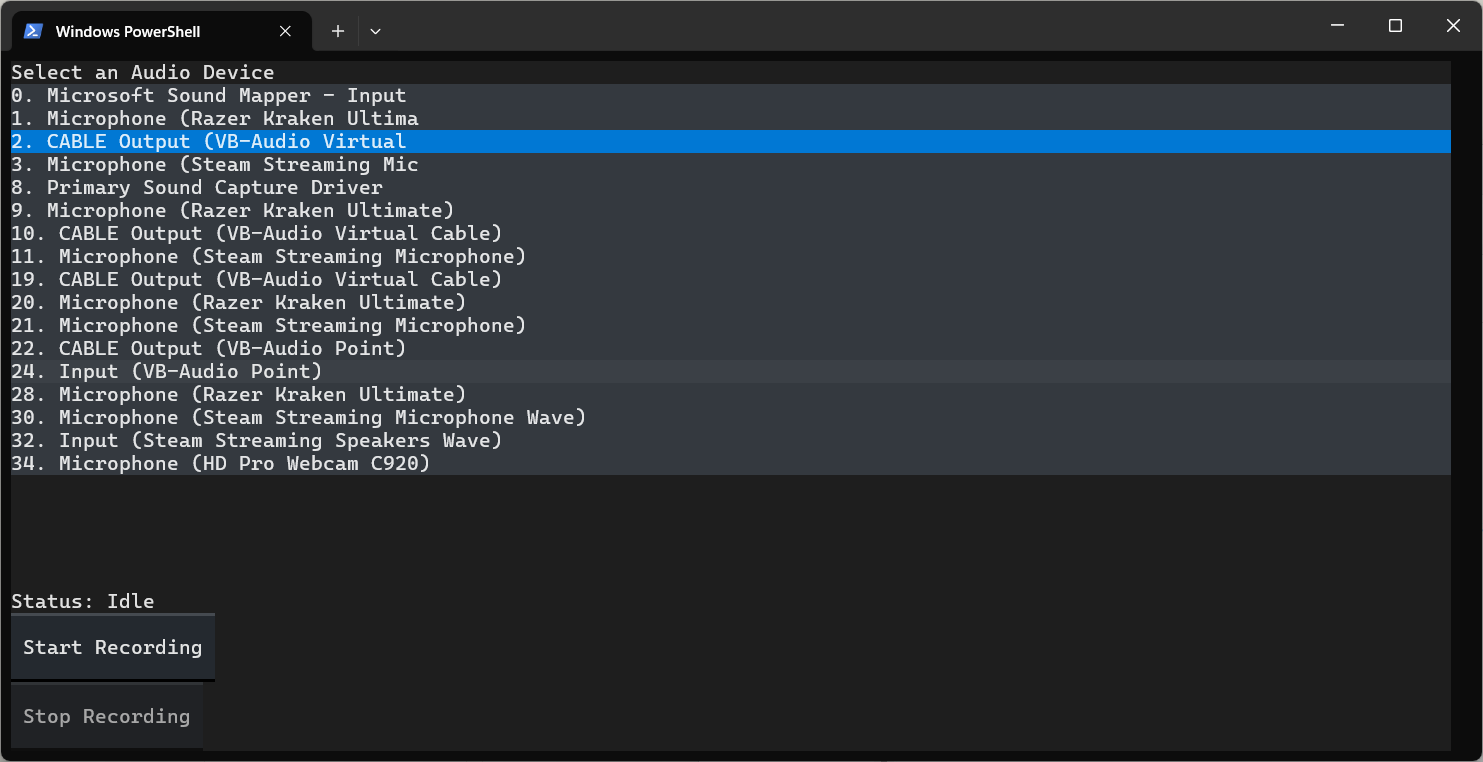 Windows PowerShell
Select an Audio Device
0. Microsoft Sound Mapper - Input
1. Microphone (Razer Kraken Ultima
2. CABLE Output (VB-Audio Virtual
3. Microphone (Steam Streaming Mic
8. Primary Sound Capture Driver
9. Microphone (Razer Kraken Ultimate)
10. CABLE Output (VB-Audio Virtual Cable)
11. Microphone (Steam Streaming Microphone)
19. CABLE Output (VB-Audio Virtual Cable)
20. Microphone (Razer Kraken Ultimate)
21. Microphone (Steam Streaming Microphone)
22. CABLE Output (VB-Audio Point)
24. Input (VB-Audio Point)
28. Microphone (Razer Kraken Ultimate)
30. Microphone (Steam Streaming Microphone Wave)
32. Input (Steam Streaming Speakers Wave)
34. Microphone (HD Pro Webcam C920)
Status: Idle
Start Recording
Stop Recording